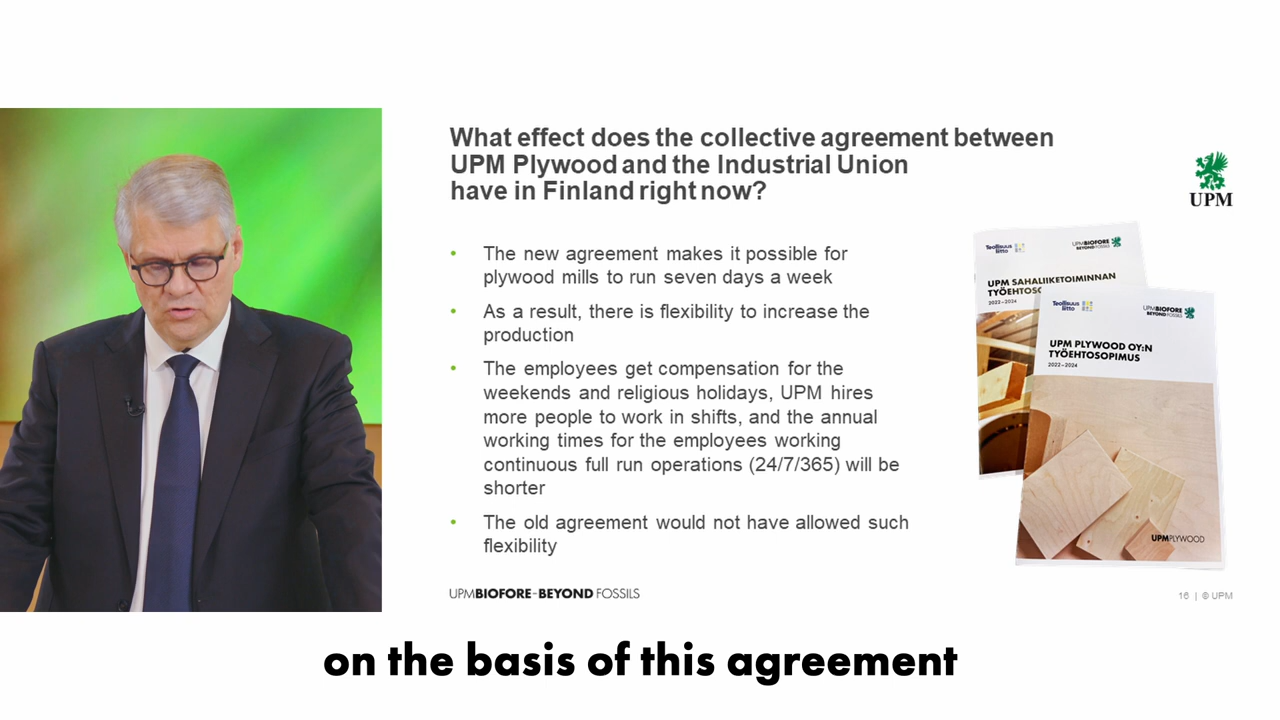 What effect does the collective agreement between
UPM Plywood and the Industrial Union
have in Finland right now?
UPM
• The new agreement makes it possible for
plywood mills to run seven days a week
• As a result, there is flexibility to increase the
production
• The employees get compensation for the
weekends and religious holidays, UPM hires
more people to work in shifts, and the annual
working times for the employees working
continuous full run operations (24/7/365) will be
shorter
• The old agreement would not have allowed such
flexibility
Teollisuus
liitto
UPMBIOFORE
BEYOND FOSSILS
UPM SAHALIIKETOIMINNAN
TYÖEHTOSO
2022–2024
Teollisuus
liitto
UPMBIOFORE
BEYOND FOSSILS
UPM PLYWOOD OY:N
TYÖEHTOSOPIMUS
2022–2024
UPMPLYWOOD
UPMBIOFORE–BEYOND FOSSILS
16 | © UPM
on the basis of this agreement